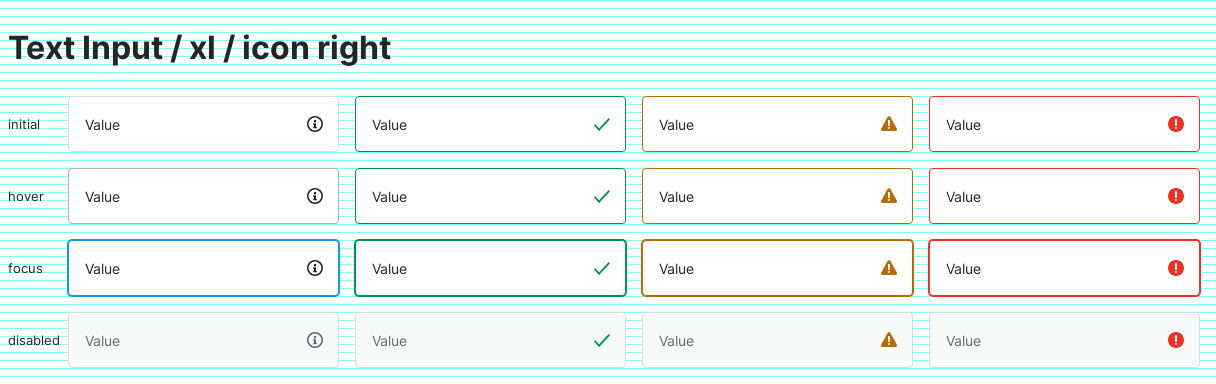 Text Input / xl / icon right
initial Value Value Value Value
hover Value Value Value Value
focus Value Value Value Value
disabled Value Value Value Value